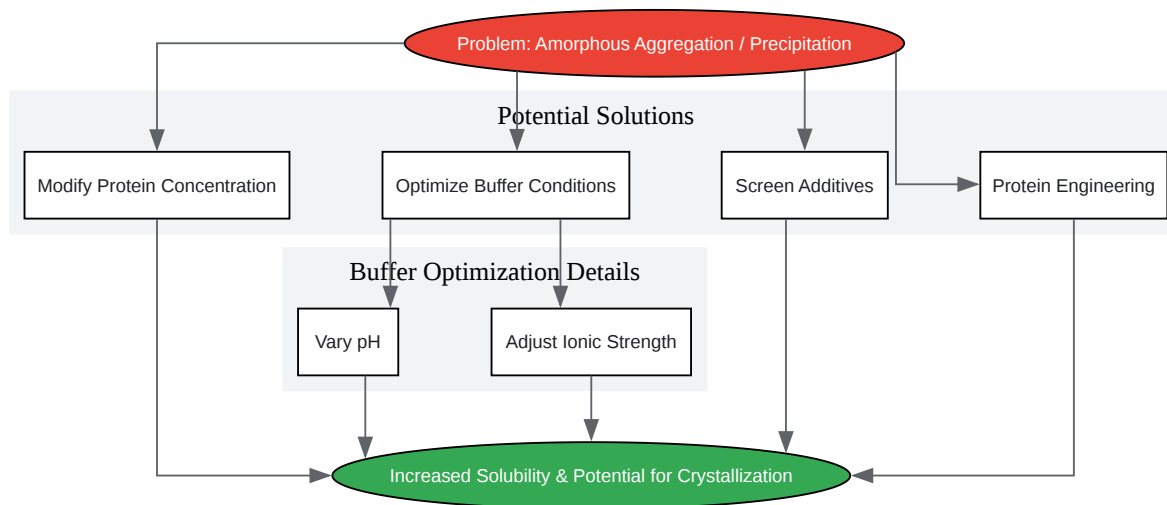 Problem: Amorphous Aggregation / Precipitation
Potential Solutions
Modify Protein Concentration
Optimize Buffer Conditions
Screen Additives
Protein Engineering
Buffer Optimization Details
Vary pH
Adjust Ionic Strength
Increased Solubility & Potential for Crystallization